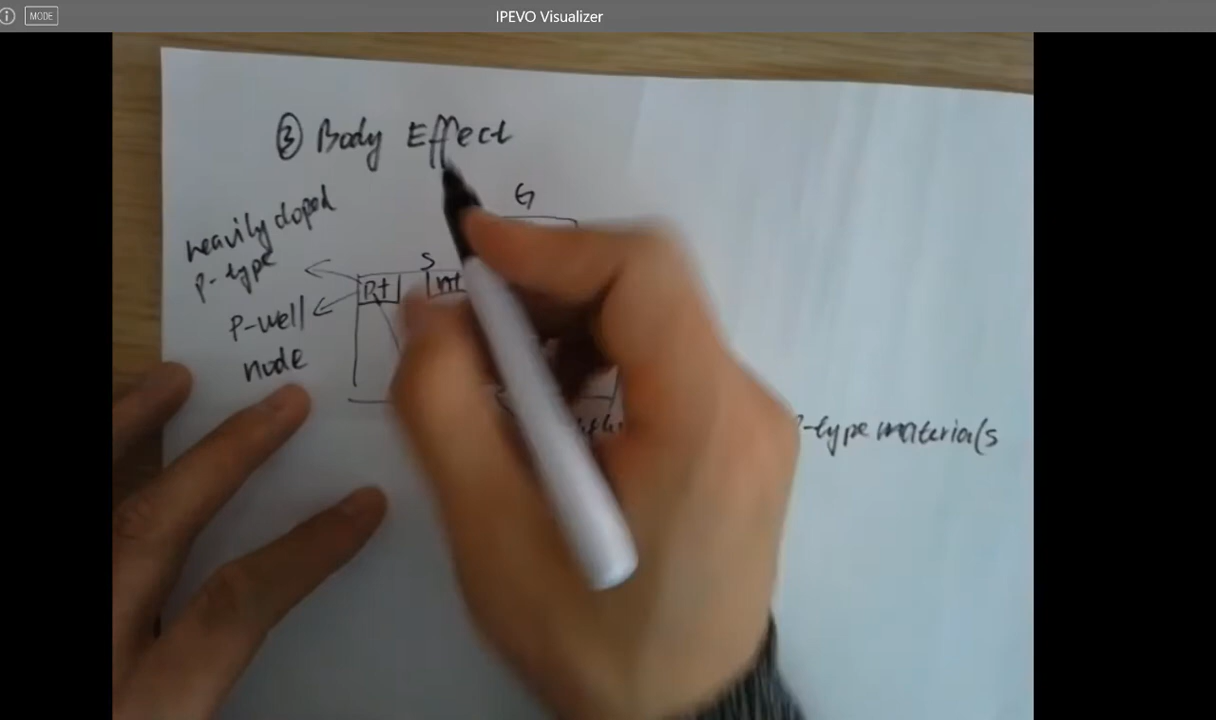 MODE
IPEVO Visualizer
③ Body Effect
G
heavily doped
P-type
S
P+
n+
P-well
node
-type materials